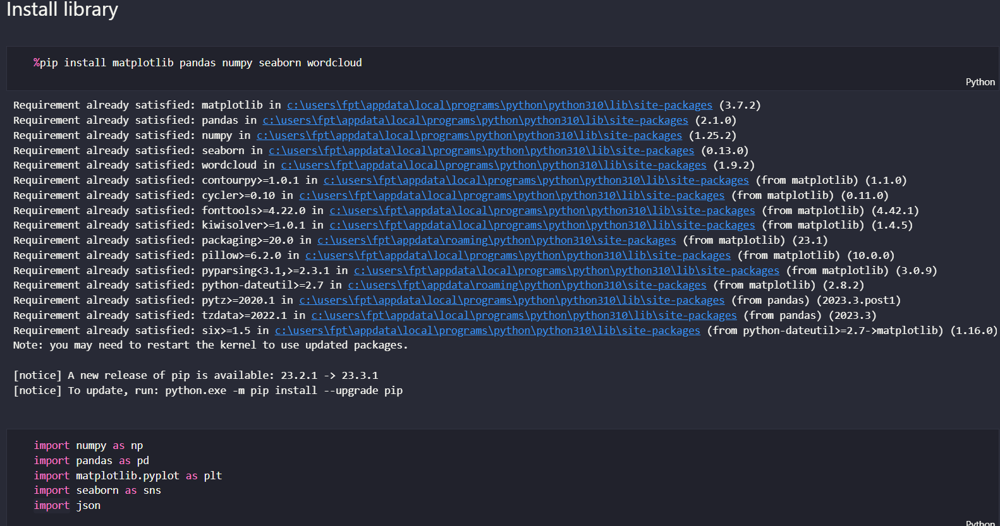 Install library
%pip install matplotlib pandas numpy seaborn wordcloud
Python
Requirement already satisfied: matplotlib in c:\users\fpt\appdata\local\programs\python\python310\lib\site-packages (3.7.2)
Requirement already satisfied: pandas in c:\users\fpt\appdata\local\programs\python\python310\lib\site-packages (2.1.0)
Requirement already satisfied: numpy in c:\users\fpt\appdata\local\programs\python\python310\lib\site-packages (1.25.2)
Requirement already satisfied: seaborn in c:\users\fpt\appdata\local\programs\python\python310\lib\site-packages (0.13.0)
Requirement already satisfied: wordcloud in c:\users\fpt\appdata\local\programs\python\python310\lib\site-packages (1.9.2)
Requirement already satisfied: contourpy>=1.0.1 in c:\users\fpt\appdata\local\programs\python\python310\lib\site-packages (from matplotlib) (1.1.0)
Requirement already satisfied: cycler>=0.10 in c:\users\fpt\appdata\local\programs\python\python310\lib\site-packages (from matplotlib) (0.11.0)
Requirement already satisfied: fonttools>=4.22.0 in c:\users\fpt\appdata\local\programs\python\python310\lib\site-packages (from matplotlib) (4.42.1)
Requirement already satisfied: kiwisolver>=1.0.1 in c:\users\fpt\appdata\local\programs\python\python310\lib\site-packages (from matplotlib) (1.4.5)
Requirement already satisfied: packaging>=20.0 in c:\users\fpt\appdata\roaming\python\python310\site-packages (from matplotlib) (23.1)
Requirement already satisfied: pillow>=6.2.0 in c:\users\fpt\appdata\local\programs\python\python310\lib\site-packages (from matplotlib) (10.0.0)
Requirement already satisfied: pyparsing<3.1,>=2.3.1 in c:\users\fpt\appdata\local\programs\python\python310\lib\site-packages (from matplotlib) (3.0.9)
Requirement already satisfied: python-dateutil>=2.7 in c:\users\fpt\appdata\roaming\python\python310\site-packages (from matplotlib) (2.8.2)
Requirement already satisfied: pytz>=2020.1 in c:\users\fpt\appdata\local\programs\python\python310\lib\site-packages (from pandas) (2023.3.post1)
Requirement already satisfied: tzdata>=2022.1 in c:\users\fpt\appdata\local\programs\python\python310\lib\site-packages (from pandas) (2023.3)
Requirement already satisfied: six>=1.5 in c:\users\fpt\appdata\local\programs\python\python310\lib\site-packages (from python-dateutil>=2.7->matplotlib) (1.16.0)
Note: you may need to restart the kernel to use updated packages.
[notice] A new release of pip is available: 23.2.1 -> 23.3.1
[notice] To update, run: python.exe -m pip install --upgrade pip
import numpy as np
import pandas as pd
import matplotlib.pyplot as plt
import seaborn as sns
import json
Python